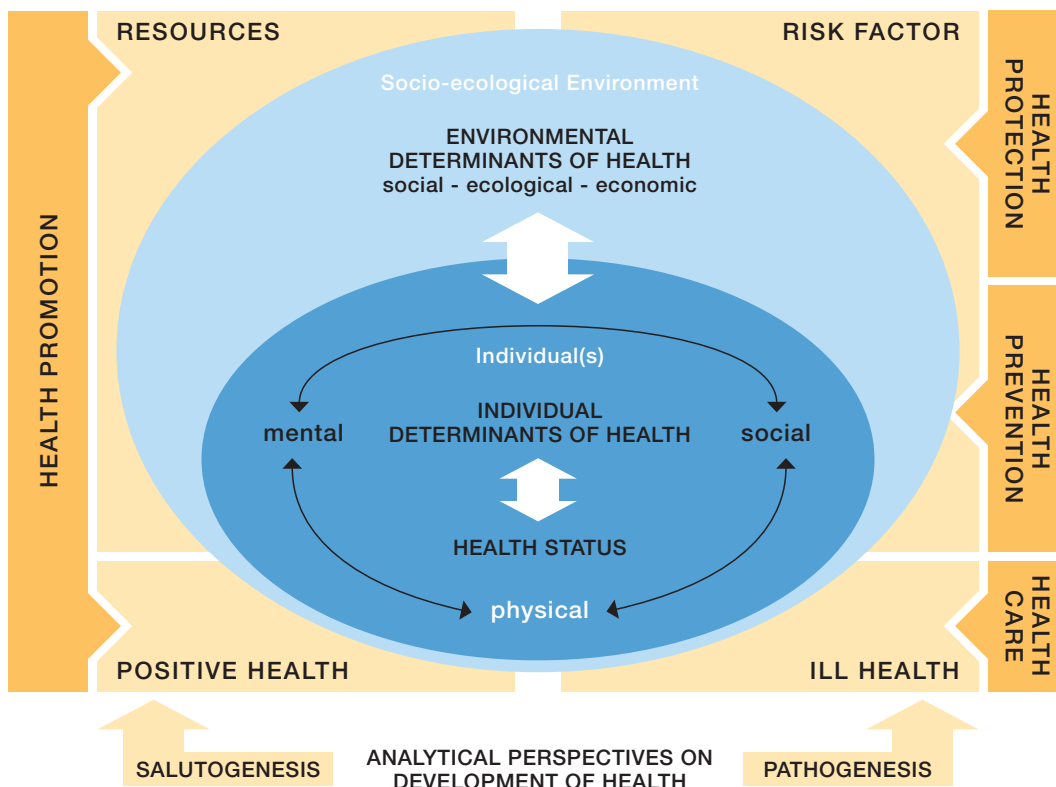 RESOURCES
RISK FACTOR
Socio-ecological Environment
ENVIRONMENTAL
DETERMINANTS OF HEALTH
social - ecological - economic
HEALTH PROMOTION
HEALTH
PROTECTION
Individual(s)
INDIVIDUAL
DETERMINANTS OF HEALTH
mental
social
HEALTH
PREVENTION
HEALTH STATUS
physical
HEALTH
CARE
POSITIVE HEALTH
ILL HEALTH
SALUTOGENESIS
ANALYTICAL PERSPECTIVES ON
DEVELOPMENT OF HEALTH
PATHOGENESIS